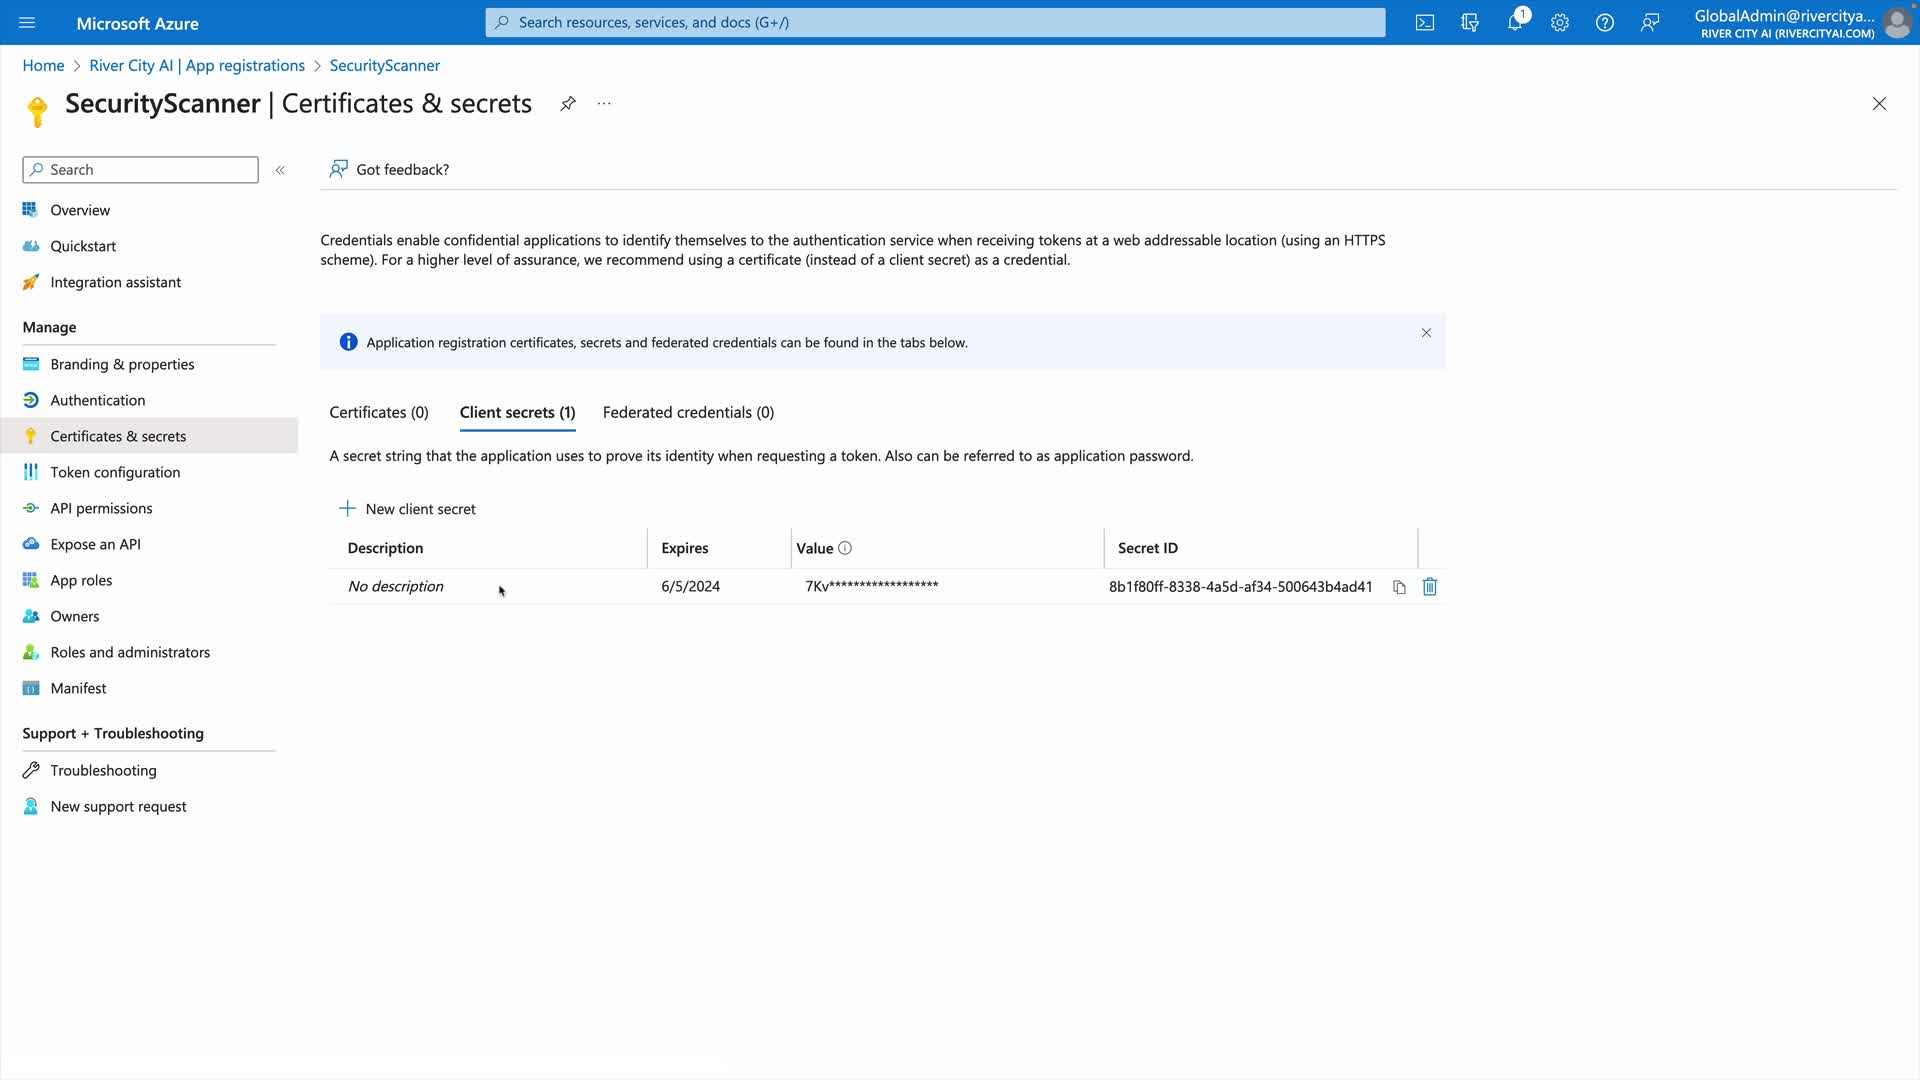 Microsoft Azure
Search resources, services, and docs (G+/)
1
GlobalAdmin@rivercitya...
RIVER CITY AI (RIVERCITYAI.COM)
Home > River City AI | App registrations > SecurityScanner
SecurityScanner | Certificates & secrets
...
Search
«
Got feedback?
Overview
Quickstart
Integration assistant
Manage
Branding & properties
Authentication
Certificates & secrets
Token configuration
API permissions
Expose an API
App roles
Owners
Roles and administrators
Manifest
Support + Troubleshooting
Troubleshooting
New support request
Credentials enable confidential applications to identify themselves to the authentication service when receiving tokens at a web addressable location (using an HTTPS
scheme). For a higher level of assurance, we recommend using a certificate (instead of a client secret) as a credential.
Application registration certificates, secrets and federated credentials can be found in the tabs below.
Certificates (0) Client secrets (1) Federated credentials (0)
A secret string that the application uses to prove its identity when requesting a token. Also can be referred to as application password.
New client secret
Description Expires Value Secret ID
No description 6/5/2024 7Kv****************** 8b1f80ff-8338-4a5d-af34-500643b4ad41